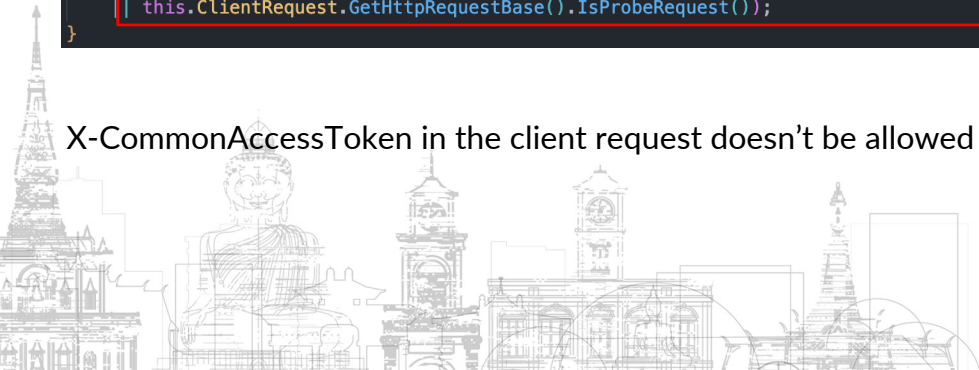 || this.ClientRequest.GetHttpRequestBase().IsProbeRequest());
}
X-CommonAccessToken in the client request doesn’t be allowed